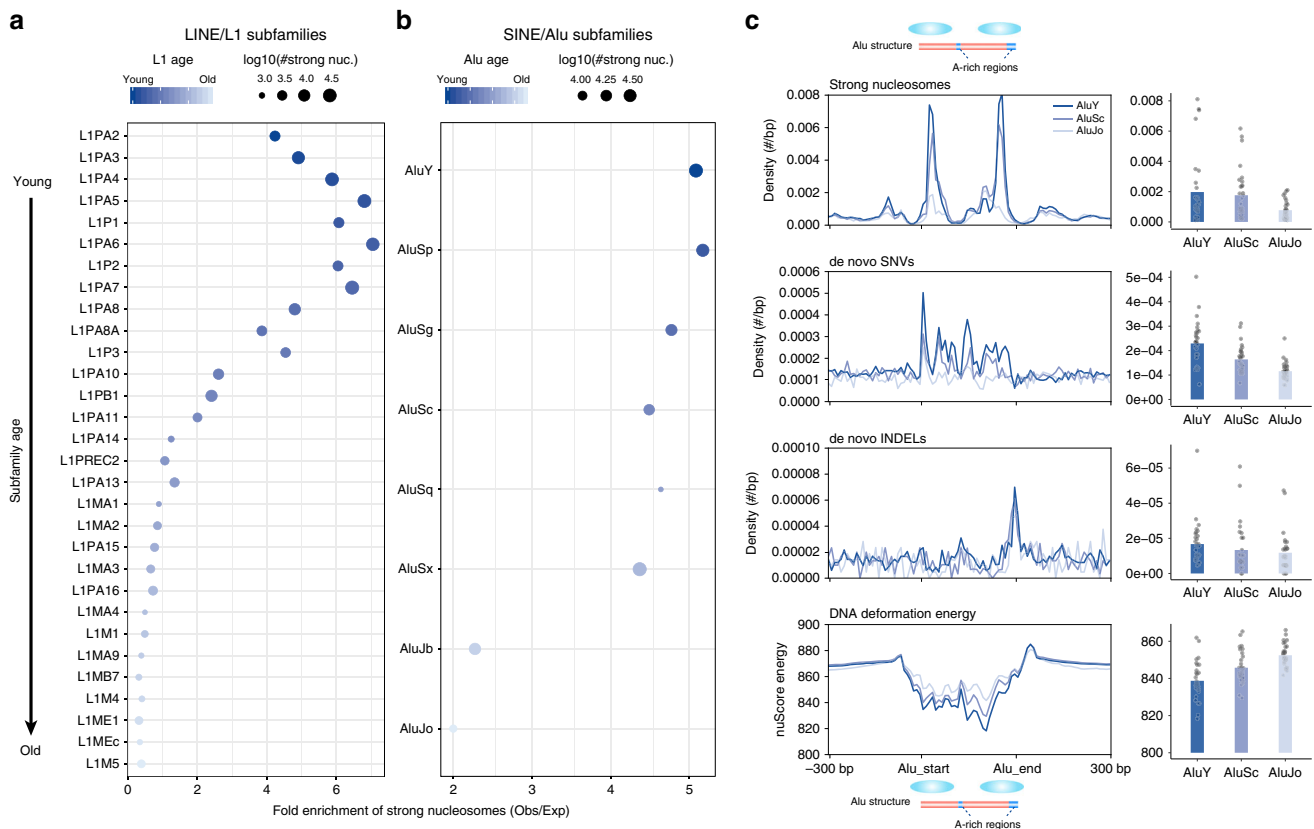 a
LINE/L1 subfamilies
L1 age
Young
Old
log10(#strong nuc.)
3.0 3.5 4.0 4.5
Young
Subfamily age
Old
L1PA2
L1PA3
L1PA4
L1PA5
L1P1
L1PA6
L1P2
L1PA7
L1PA8
L1PA8A
L1P3
L1PA10
L1PB1
L1PA11
L1PA14
L1PREC2
L1PA13
L1MA1
L1MA2
L1PA15
L1MA3
L1PA16
L1MA4
L1M1
L1MA9
L1MB7
L1M4
L1ME1
L1MEc
L1M5
0 2 4 6
b
SINE/Alu subfamilies
Alu age
Young
Old
log10(#strong nuc.)
4.00 4.25 4.50
AluY
AluSp
AluSg
AluSc
AluSq
AluSx
AluJb
AluJo
2 3 4 5
Fold enrichment of strong nucleosomes (Obs/Exp)
c
Alu structure
A-rich regions
Strong nucleosomes
Density (#/bp)
0.008
0.006
0.004
0.002
0.000
AluY
AluSc
AluJo
0.008
0.006
0.004
0.002
0.000
AluY AluSc AluJo
de novo SNVs
Density (#/bp)
0.0006
0.0005
0.0004
0.0003
0.0002
0.0001
0.0000
5e−04
4e−04
3e−04
2e−04
1e−04
0e+00
AluY AluSc AluJo
de novo INDELs
Density (#/bp)
0.00010
0.00008
0.00006
0.00004
0.00002
0.00000
6e−05
4e−05
2e−05
0e+00
AluY AluSc AluJo
DNA deformation energy
nuScore energy
900
880
860
840
820
800
−300 bp Alu_start Alu_end 300 bp
860
840
820
800
AluY AluSc AluJo
Alu structure
A-rich regions